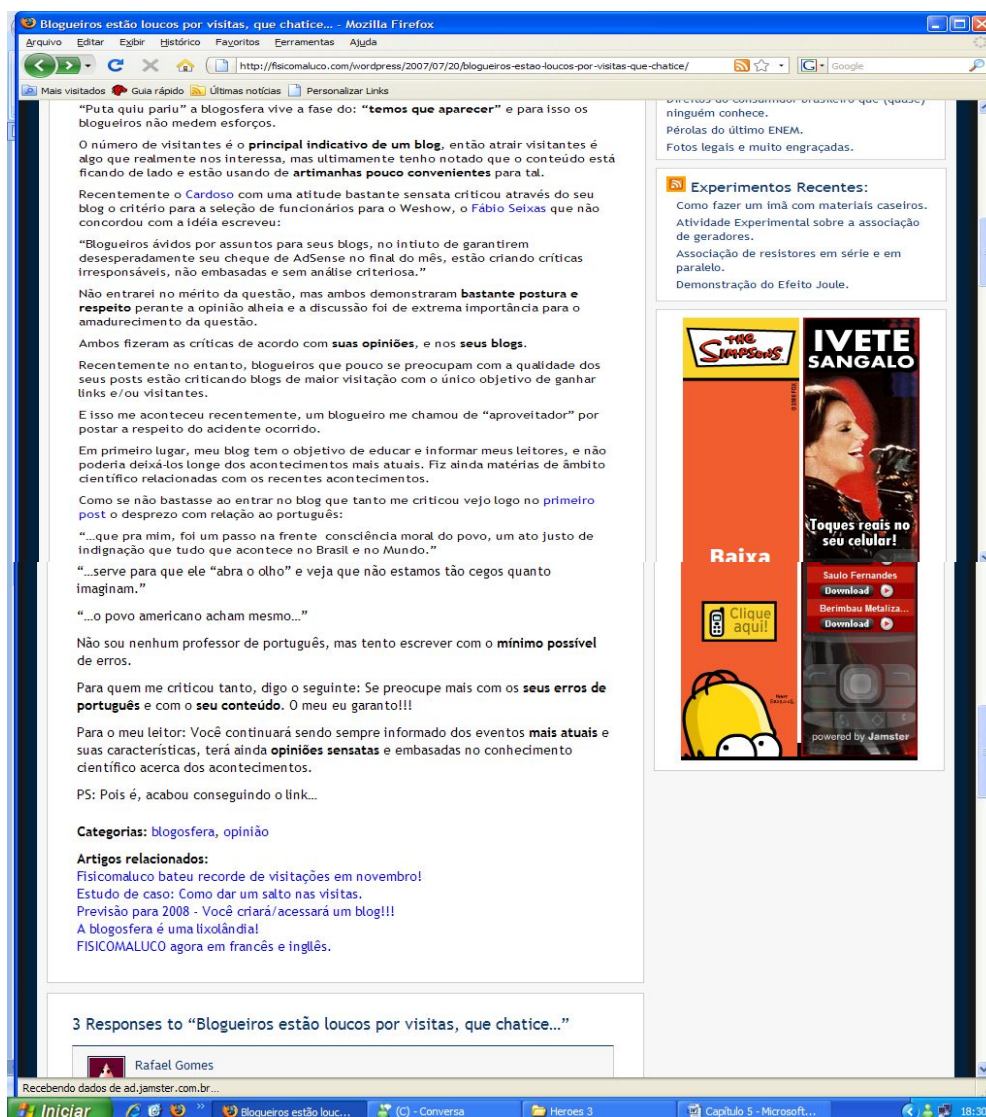 Blogueiros estão loucos por visitas, que chatice... - Mozilla Firefox
Arquivo Editar Exibir Histórico Favoritos Ferramentas Ajuda
http://fisicomaluco.com/wordpress/2007/07/20/blogueiros-estao-loucos-por-visitas-que-chatice/
G Google
Mais visitados Guia rápido Últimas notícias Personalizar Links
"Puta quiu pariu" a blogosfera vive a fase do: "temos que aparecer" e para isso os
blogueiros não medem esforços.
O número de visitantes é o principal indicativo de um blog, então atrair visitantes é
algo que realmente nos interessa, mas ultimamente tenho notado que o conteúdo está
ficando de lado e estão usando de artimanhas pouco convenientes para tal.
Recentemente o Cardoso com uma atitude bastante sensata criticou através do seu
blog o critério para a seleção de funcionários para o Weshow, o Fábio Seixas que não
concordou com a idéia escreveu:
"Blogueiros ávidos por assuntos para seus blogs, no intiuto de garantirem
desesperadamente seu cheque de AdSense no final do mês, estão criando críticas
irresponsáveis, não embasadas e sem análise criteriosa."
Não entrarei no mérito da questão, mas ambos demonstraram bastante postura e
respeito perante a opinião alheia e a discussão foi de extrema importância para o
amadurecimento da questão.
Ambos fizeram as críticas de acordo com suas opiniões, e nos seus blogs.
Recentemente no entanto, blogueiros que pouco se preocupam com a qualidade dos
seus posts estão criticando blogs de maior visitação com o único objetivo de ganhar
links e/ou visitantes.
E isso me aconteceu recentemente, um blogueiro me chamou de "aproveitador" por
postar a respeito do acidente ocorrido.
Em primeiro lugar, meu blog tem o objetivo de educar e informar meus leitores, e não
poderia deixá-los longe dos acontecimentos mais atuais. Fiz ainda matérias de âmbito
científico relacionadas com os recentes acontecimentos.
Como se não bastasse ao entrar no blog que tanto me criticou vejo logo no primeiro
post o desprezo com relação ao português:
"...que pra mim, foi um passo na frente consciência moral do povo, um ato justo de
indignação que tudo que acontece no Brasil e no Mundo."
"...serve para que ele "abra o olho" e veja que não estamos tão cegos quanto
imaginam."
"...o povo americano acham mesmo..."
Não sou nenhum professor de português, mas tento escrever com o mínimo possível
de erros.
Para quem me criticou tanto, digo o seguinte: Se preocupe mais com os seus erros de
português e com o seu conteúdo. O meu eu garanto!!!
Para o meu leitor: Você continuará sendo sempre informado dos eventos mais atuais e
suas características, terá ainda opiniões sensatas e embasadas no conhecimento
científico acerca dos acontecimentos.
PS: Pois é, acabou conseguindo o link...
Categorias: blogosfera, opinião
Artigos relacionados:
Fisicomaluco bateu recorde de visitações em novembro!
Estudo de caso: Como dar um salto nas visitas.
Previsão para 2008 - Você criará/acessará um blog!!!
A blogosfera é uma lixolândia!
FISICOMALUCO agora em francês e ingllês.
3 Responses to "Blogueiros estão loucos por visitas, que chatice..."
Rafael Gomes
Direitos do consumidor brasileiro que (quase)
ninguém conhece.
Pérolas do último ENEM.
Fotos legais e muito engraçadas.
Experimentos Recentes:
Como fazer um imã com materiais caseiros.
Atividade Experimental sobre a associação
de geradores.
Associação de resistores em série e em
paralelo.
Demonstração do Efeito Joule.
THE
SIMPSONS
Baixa
Clique
aqui!
IVETE
SANGALO
Toques reais no
seu celular!
Saulo Fernandes
Download
Berimbau Metaliza...
Download
powered by Jamster
Recebendo dados de ad.jamster.com.br...
Iniciar
Blogueiros estão louc...
(C) - Conversa
Heroes 3
Capítulo 5 - Microsoft...